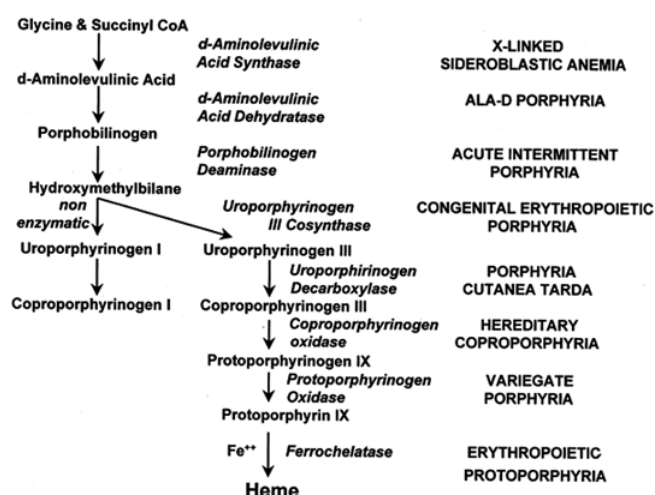 Glycine & Succinyl CoA
d-Aminolevulinic
Acid Synthase
X-LINKED
SIDEROBLASTIC ANEMIA
d-Aminolevulinic Acid
d-Aminolevulinic
Acid Dehydratase
ALA-D PORPHYRIA
Porphobilinogen
Porphobilinogen
Deaminase
ACUTE INTERMITTENT
PORPHYRIA
Hydroxymethylbilane
non
enzymatic
Uroporphyrinogen
III Cosynthase
CONGENITAL ERYTHROPOIETIC
PORPHYRIA
Uroporphyrinogen I
Uroporphyrinogen III
Uroporphirinogen
Decarboxylase
PORPHYRIA
CUTANEA TARDA
Coproporphyrinogen I
Coproporphyrinogen III
Coproporphyrinogen
oxidase
HEREDITARY
COPROPORPHYRIA
Protoporphyrinogen IX
Protoporphyrinogen
Oxidase
VARIEGATE
PORPHYRIA
Protoporphyrin IX
Fe++
Ferrochelatase
ERYTHROPOIETIC
PROTOPORPHYRIA
Heme